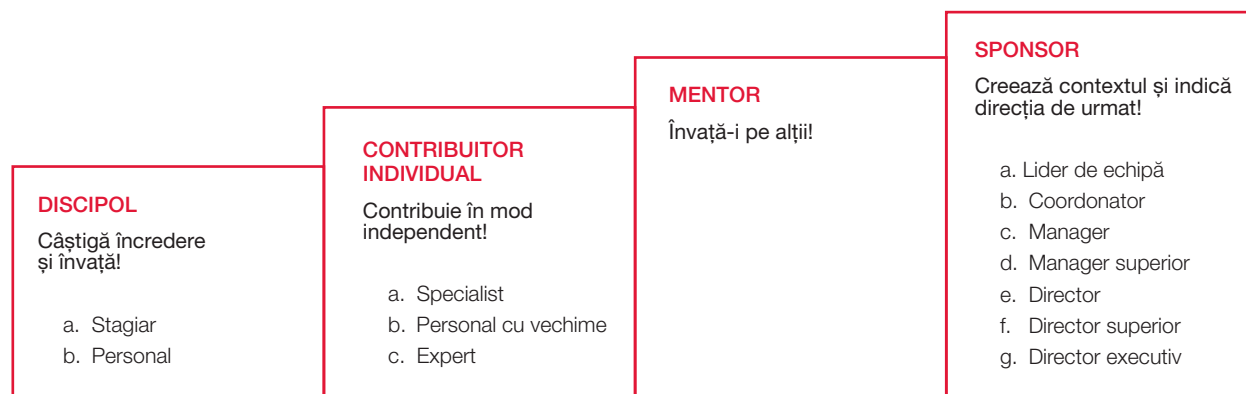 DISCIPOL
Câștigă încredere
și învață!
a. Stagiar
b. Personal
CONTRIBUITOR
INDIVIDUAL
Contribuie în mod
independent!
a. Specialist
b. Personal cu vechime
c. Expert
MENTOR
Învață-i pe alții!
SPONSOR
Creează contextul și indică
direcția de urmat!
a. Lider de echipă
b. Coordonator
c. Manager
d. Manager superior
e. Director
f. Director superior
g. Director executiv